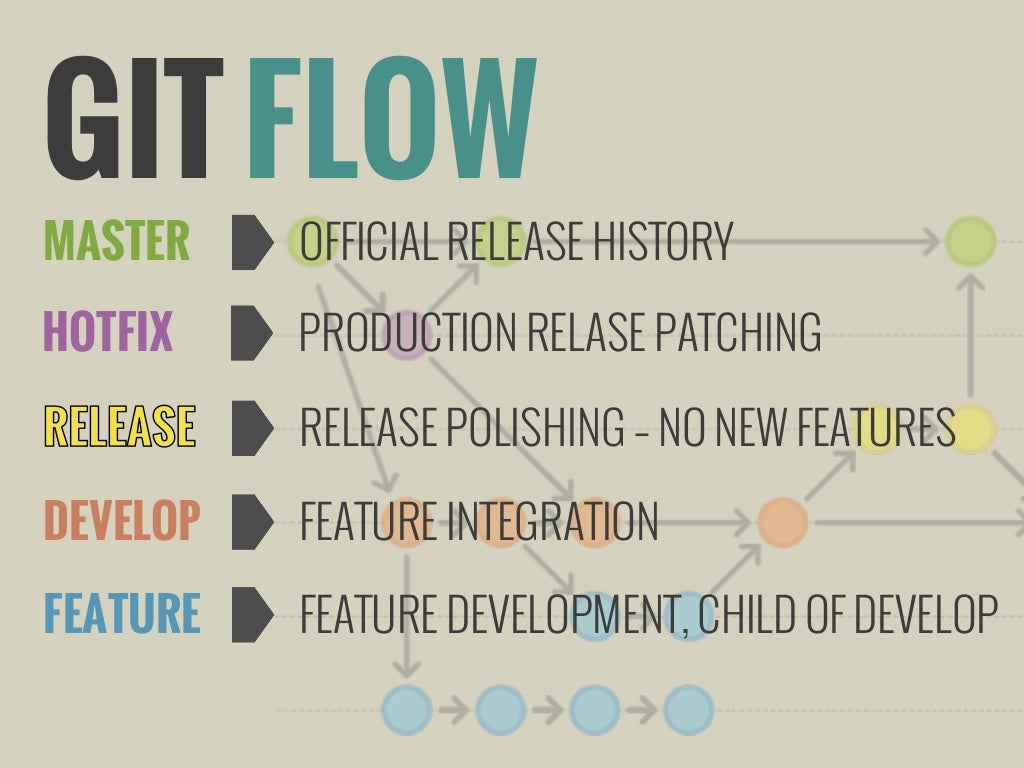 GIT FLOW
MASTER OFFICIAL RELEASE HISTORY
HOTFIX PRODUCTION RELASE PATCHING
RELEASE RELEASE POLISHING – NO NEW FEATURES
DEVELOP FEATURE INTEGRATION
FEATURE FEATURE DEVELOPMENT, CHILD OF DEVELOP